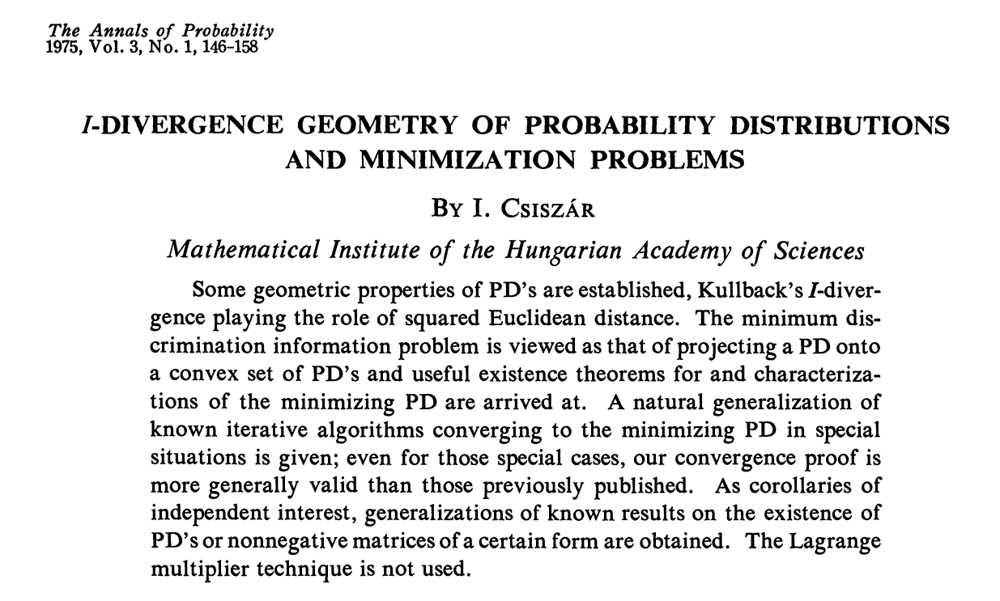 The Annals of Probability
1975, Vol. 3, No. 1, 146–158
I-DIVERGENCE GEOMETRY OF PROBABILITY DISTRIBUTIONS
AND MINIMIZATION PROBLEMS
BY I. CSISZÁR
Mathematical Institute of the Hungarian Academy of Sciences
Some geometric properties of PD's are established, Kullback's I-diver-
gence playing the role of squared Euclidean distance. The minimum dis-
crimination information problem is viewed as that of projecting a PD onto
a convex set of PD's and useful existence theorems for and characteriza-
tions of the minimizing PD are arrived at. A natural generalization of
known iterative algorithms converging to the minimizing PD in special
situations is given; even for those special cases, our convergence proof is
more generally valid than those previously published. As corollaries of
independent interest, generalizations of known results on the existence of
PD's or nonnegative matrices of a certain form are obtained. The Lagrange
multiplier technique is not used.